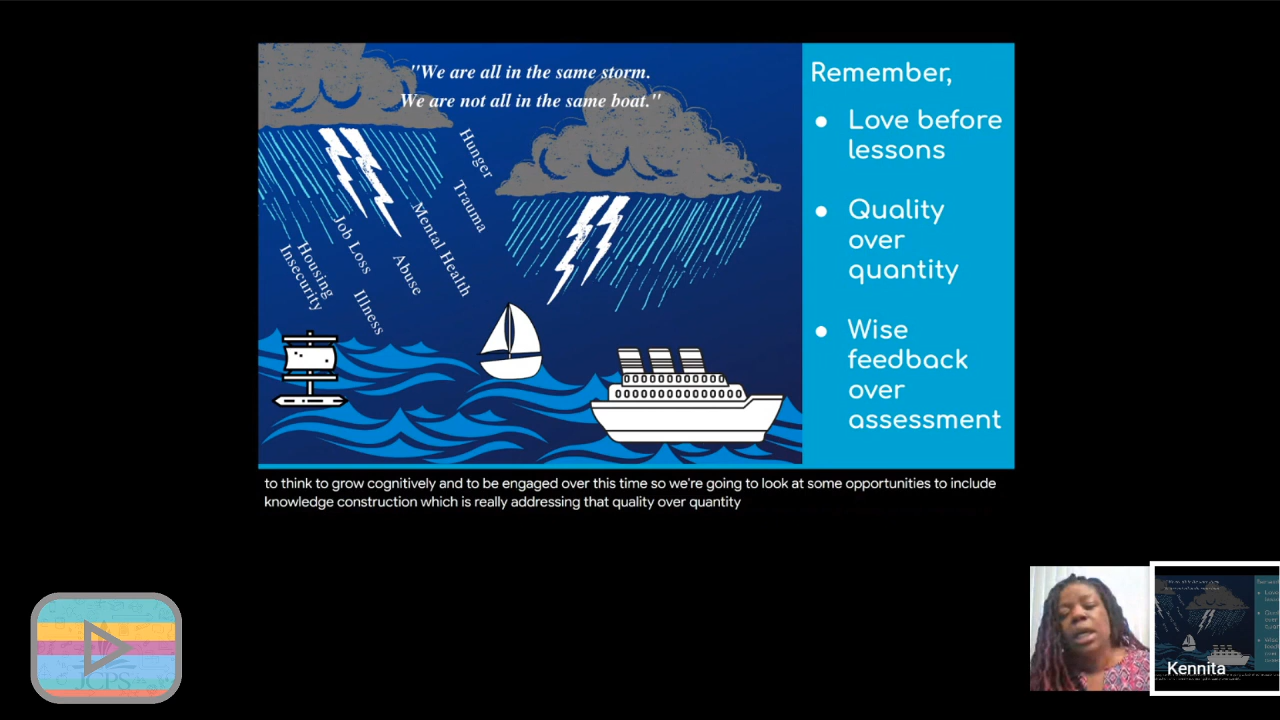 "We are all in the same storm.
We are not all in the same boat."
Hunger
Trauma
Mental Health
Job Loss
Abuse
Housing
Insecurity
Illness
Remember,
● Love before
lessons
● Quality
over
quantity
● Wise
feedback
over
assessment
to think to grow cognitively and to be engaged over this time so we're going to look at some opportunities to include
knowledge construction which is really addressing that quality over quantity
JCPS
Kennita